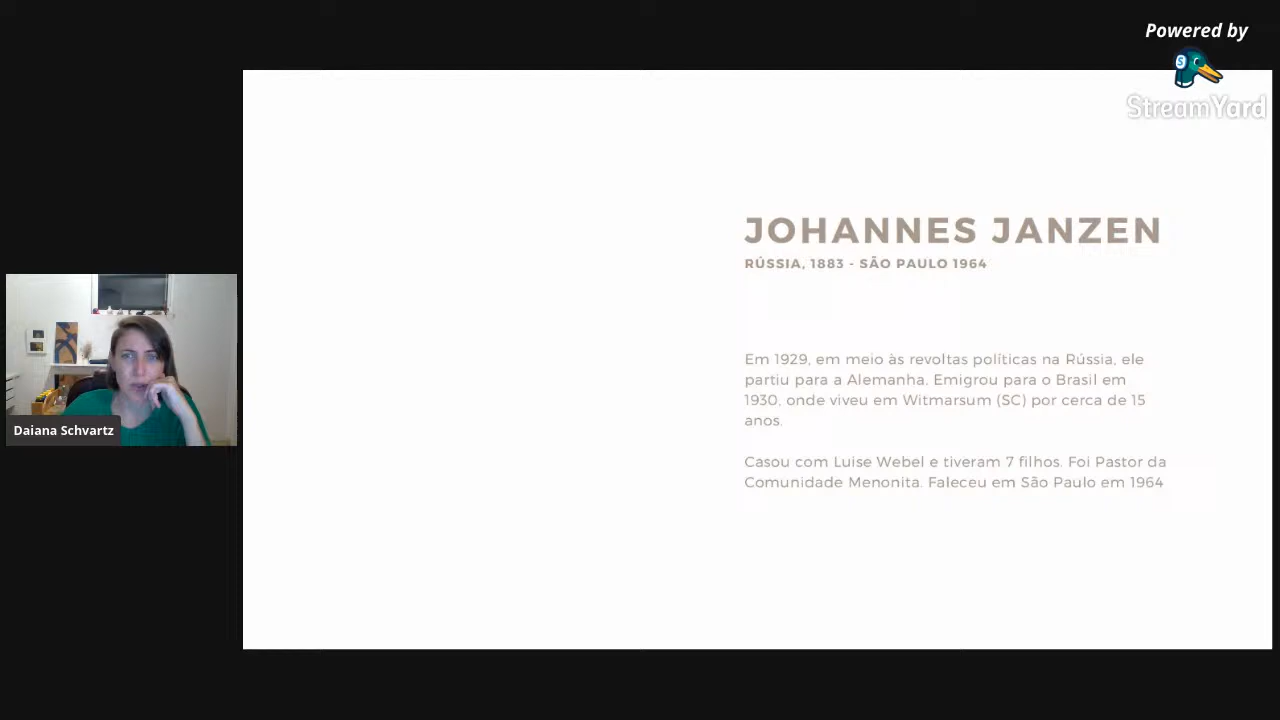 Powered by
StreamYard
JOHANNES JANZEN
RÚSSIA, 1883 - SÃO PAULO 1964
Em 1929, em meio às revoltas políticas na Rússia, ele
partiu para a Alemanha. Emigrou para o Brasil em
1930, onde viveu em Witmarsum (SC) por cerca de 15
anos.
Casou com Luise Webel e tiveram 7 filhos. Foi Pastor da
Comunidade Menonita. Faleceu em São Paulo em 1964
Daiana Schvartz